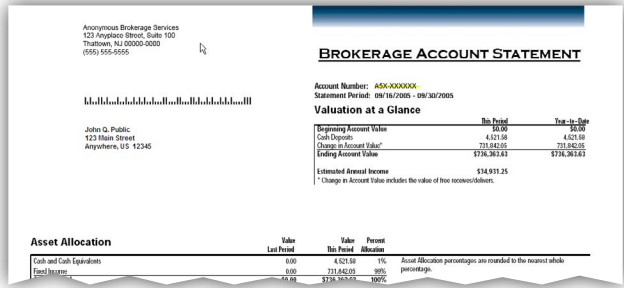 Anonymous Brokerage Services
123 Anyplace Street, Suite 100
Thattown, NJ 00000-0000
(555) 555-5555
BROKERAGE ACCOUNT STATEMENT
Account Number: A5X-XXXXXX
Statement Period: 09/16/2005 - 09/30/2005
Valuation at a Glance
This Period Year-to-Date
Beginning Account Value $0.00 $0.00
Cash Deposits 4,521.58 4,521.58
Change in Account Value* 731,842.05 731,842.05
Ending Account Value $736,363.63 $736,363.63
Estimated Annual Income $34,931.25
* Change in Account Value includes the value of free receives/delivers.
John Q. Public
123 Main Street
Anywhere, US 12345
Asset Allocation
Value Last Period Value This Period Percent Allocation
Cash and Cash Equivalents 0.00 4,521.58 1%
Fixed Income 0.00 731,842.05 99%
$736,363.63 100%
Asset Allocation percentages are rounded to the nearest whole
percentage.